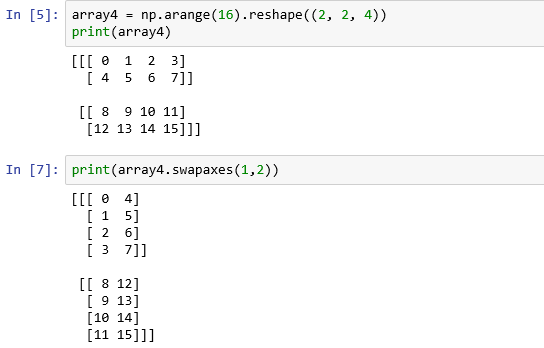 In [5]: array4 = np.arange(16).reshape((2, 2, 4))
print(array4)
[[[ 0  1  2  3]
  [ 4  5  6  7]]

 [[ 8  9 10 11]
  [12 13 14 15]]]
In [7]: print(array4.swapaxes(1,2))
[[[ 0  4]
  [ 1  5]
  [ 2  6]
  [ 3  7]]

 [[ 8 12]
  [ 9 13]
  [10 14]
  [11 15]]]